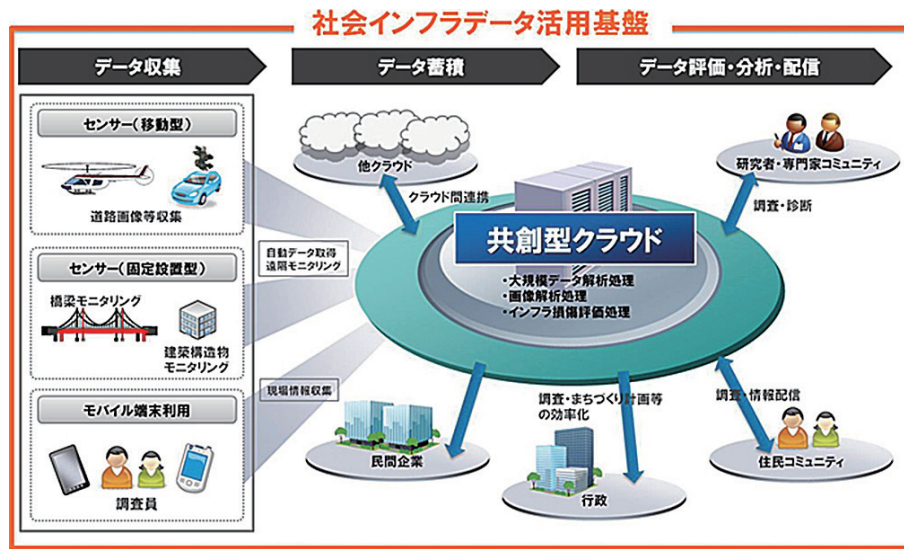 社会インフラデータ活用基盤
データ収集
データ蓄積
データ評価・分析・配信
センサー(移動型)
道路画像等収集
センサー(固定設置型)
橋梁モニタリング
建築構造物
モニタリング
モバイル端末利用
調査員
自動データ取得
遠隔モニタリング
現場情報収集
他クラウド
クラウド間連携
共創型クラウド
・大規模データ解析処理
・画像解析処理
・インフラ損傷評価処理
研究者・専門家コミュニティ
調査・診断
民間企業
調査・まちづくり計画等
の効率化
行政
調査・情報配信
住民コミュニティ